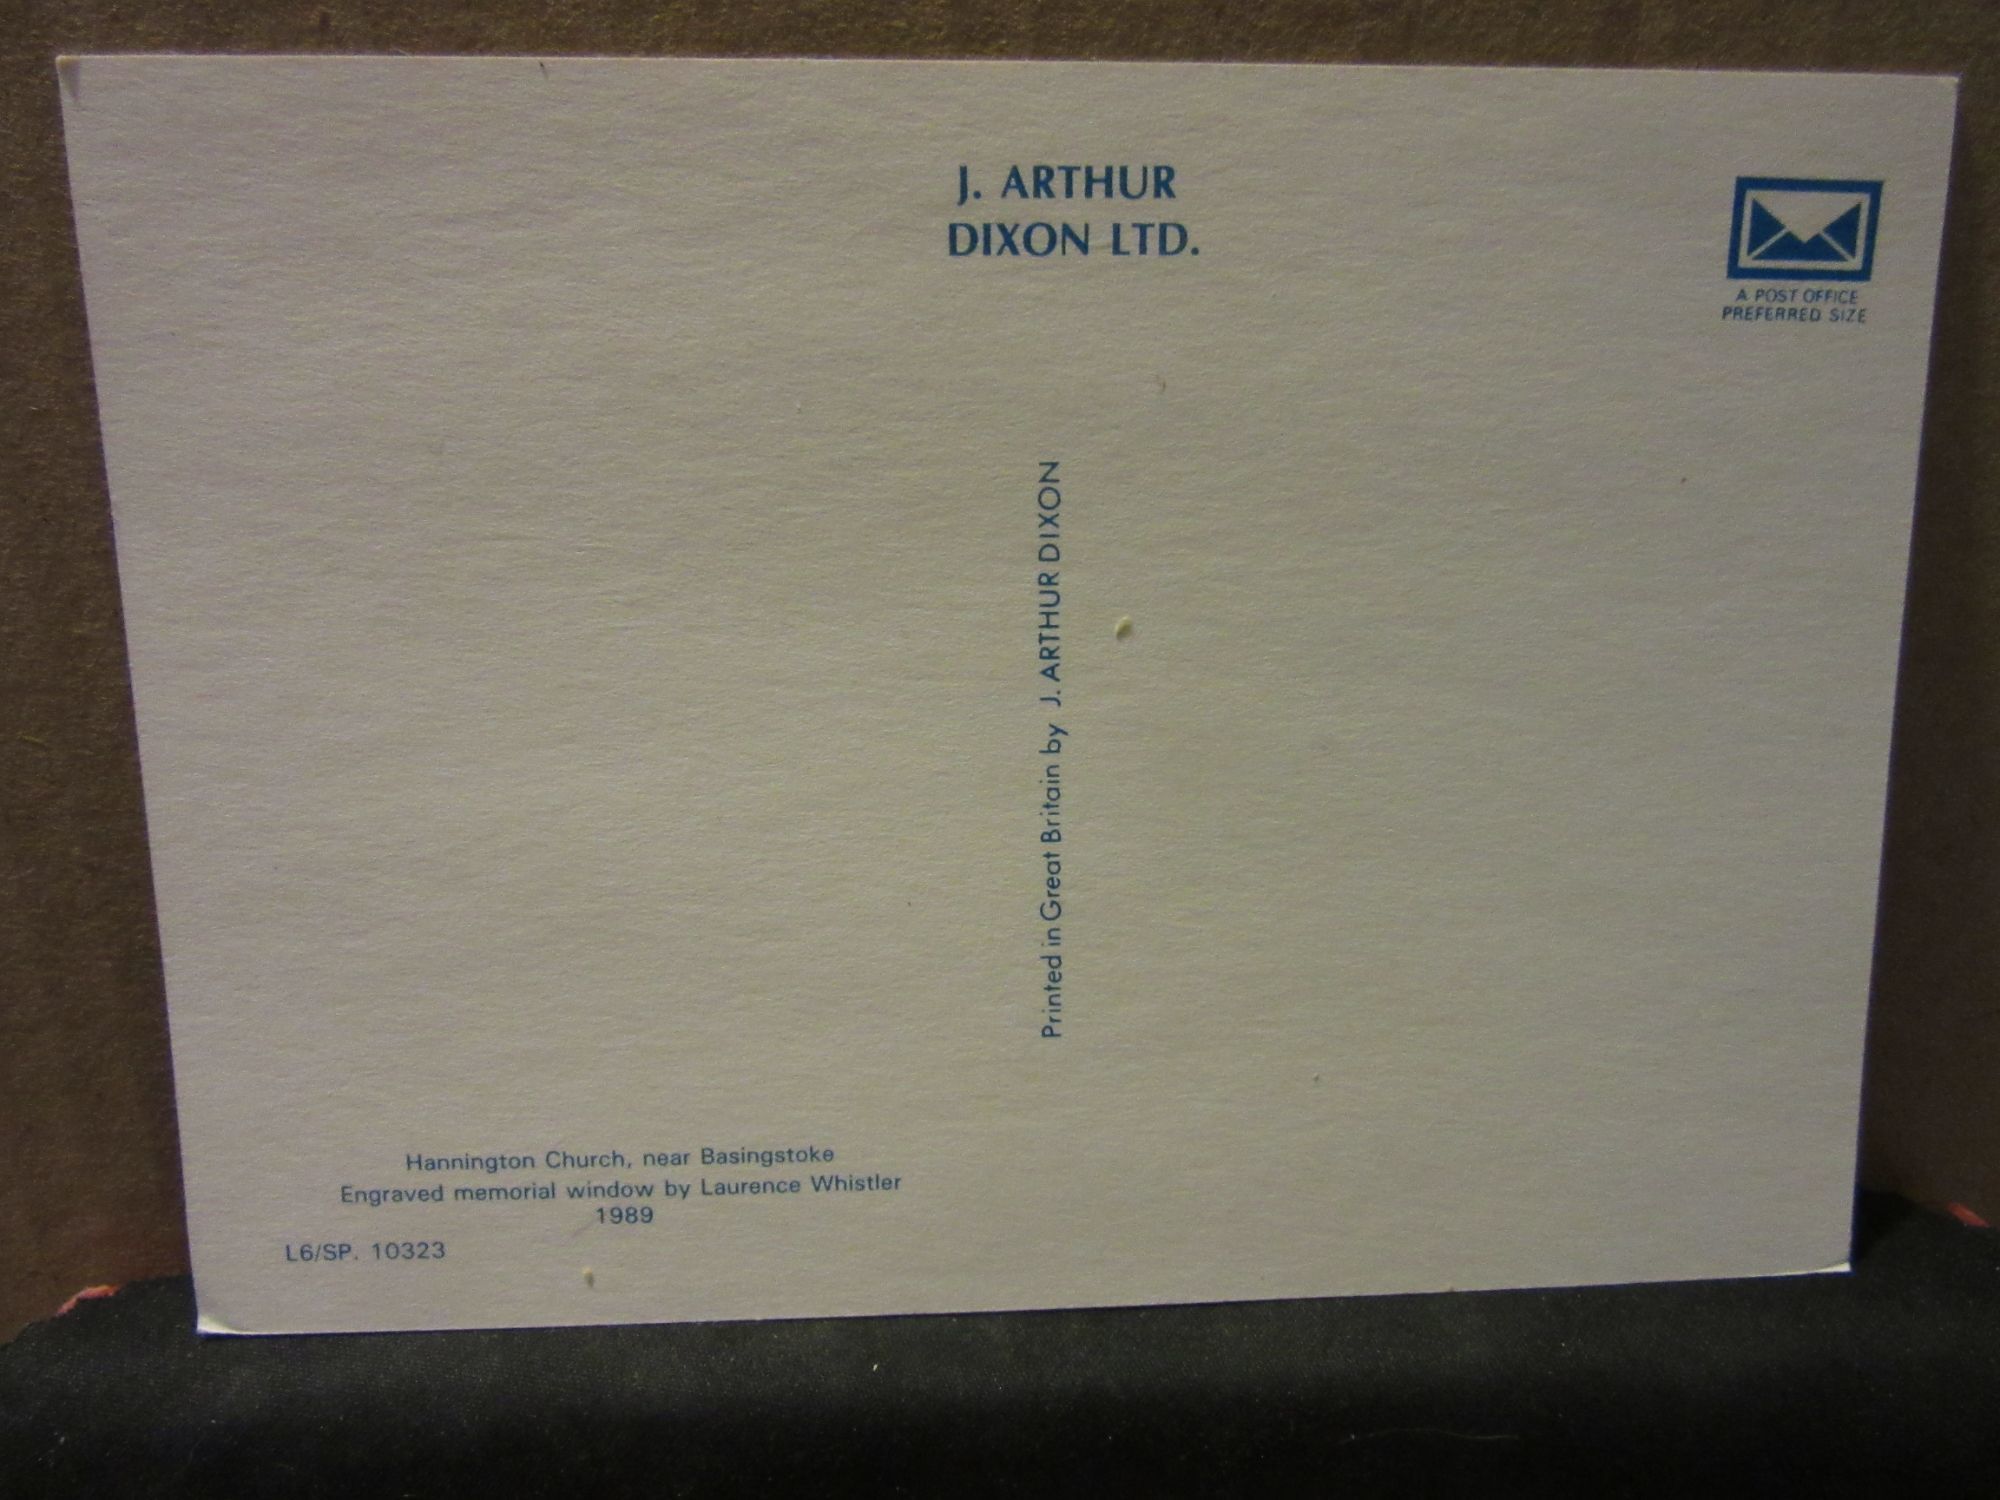 J. ARTHUR
DIXON LTD.
A POST OFFICE
PREFERRED SIZE
Printed in Great Britain by J. ARTHUR DIXON
Hannington Church, near Basingstoke
Engraved memorial window by Laurence Whistler
1989
L6/SP. 10323